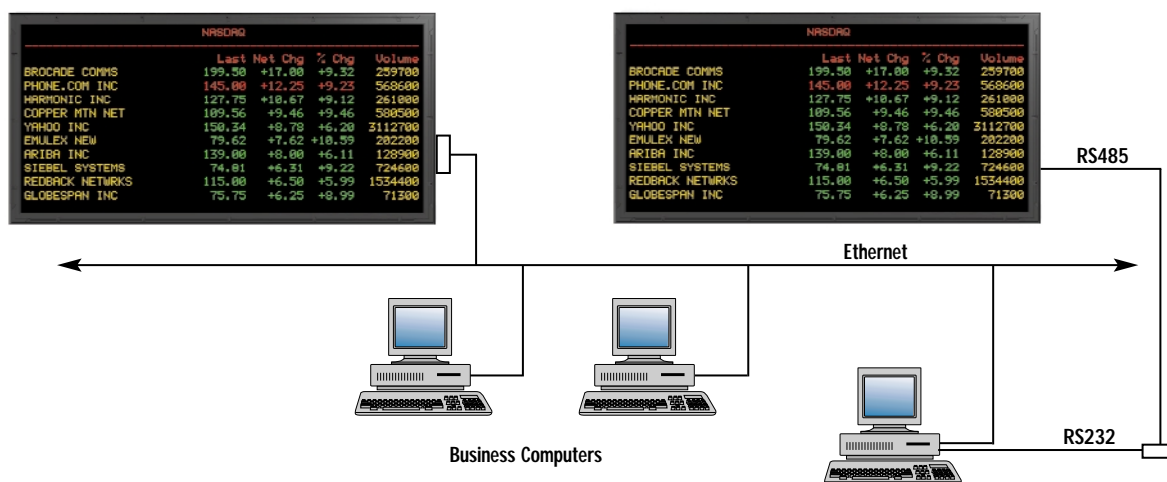 NASDAQ
Last Net Chg % Chg Volume
BROCADE COMMS 199.50 +17.00 +9.32 259700
PHONE.COM INC 145.00 +12.25 +9.23 568600
HARMONIC INC 127.75 +10.67 +9.12 261000
COPPER MTN NET 109.56 +9.46 +9.46 580500
YAHOO INC 150.34 +8.78 +6.20 3112700
EMULEX NEW 79.62 +7.62 +10.59 202200
ARIBA INC 139.00 +8.00 +6.11 128900
SIEBEL SYSTEMS 74.81 +6.31 +9.22 724600
REDBACK NETWRKS 115.00 +6.50 +5.99 1534400
GLOBESPAN INC 75.75 +6.25 +8.99 71300
NASDAQ
Last Net Chg % Chg Volume
BROCADE COMMS 199.50 +17.00 +9.32 259700
PHONE.COM INC 145.00 +12.25 +9.23 568600
HARMONIC INC 127.75 +10.67 +9.12 261000
COPPER MTN NET 109.56 +9.46 +9.46 580500
YAHOO INC 150.34 +8.78 +6.20 3112700
EMULEX NEW 79.62 +7.62 +10.59 202200
ARIBA INC 139.00 +8.00 +6.11 128900
SIEBEL SYSTEMS 74.81 +6.31 +9.22 724600
REDBACK NETWRKS 115.00 +6.50 +5.99 1534400
GLOBESPAN INC 75.75 +6.25 +8.99 71300
RS485
Ethernet
Business Computers
RS232